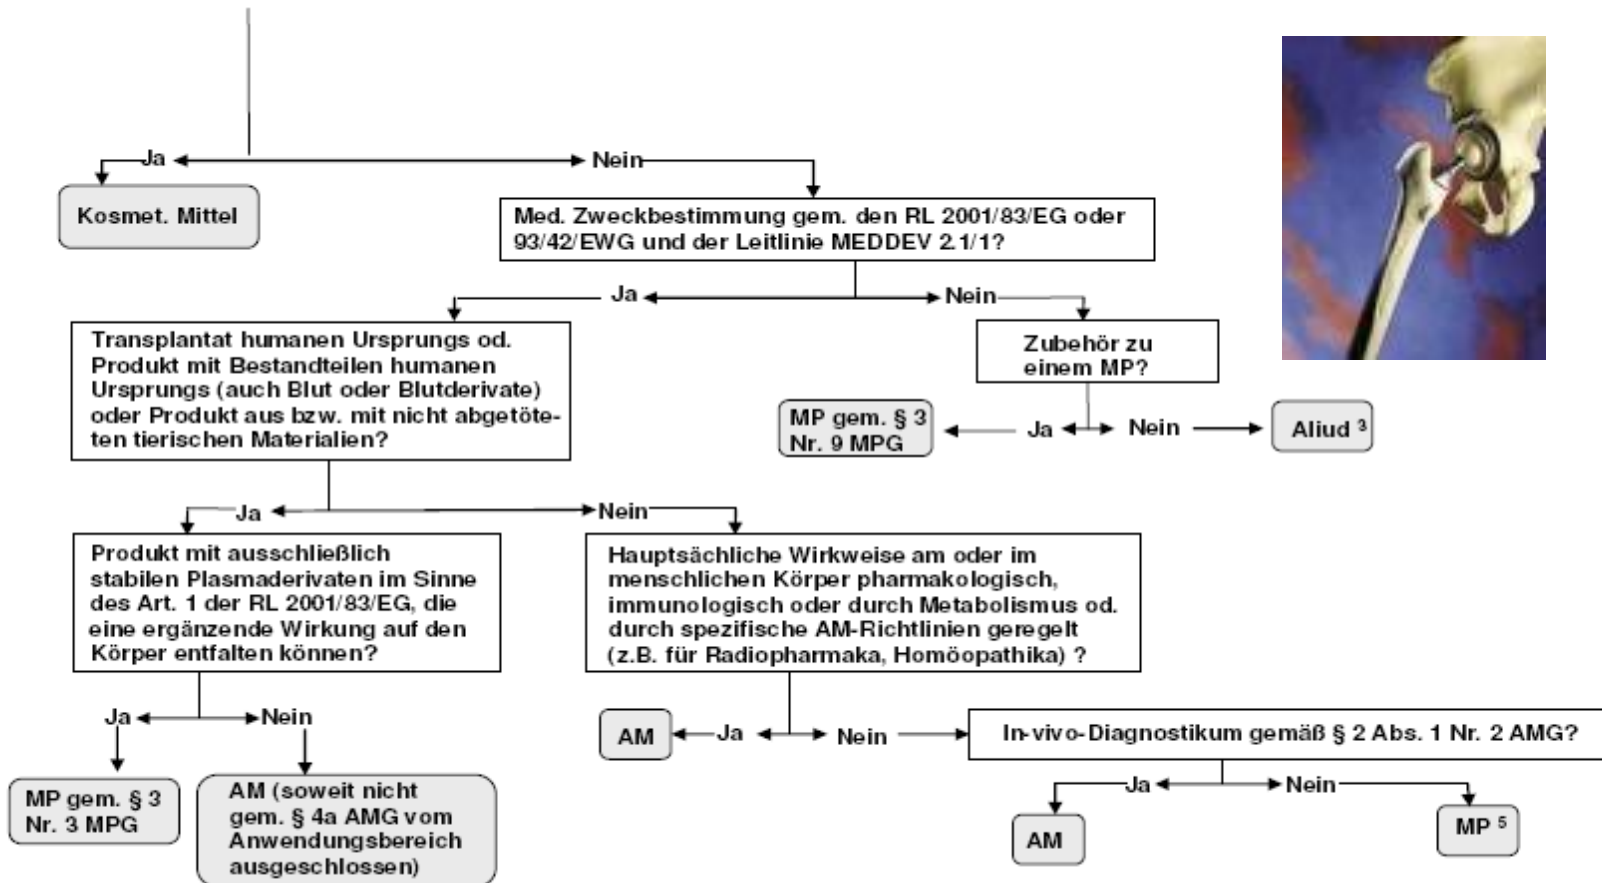 Ja
Nein
Kosmet. Mittel
Med. Zweckbestimmung gem. den RL 2001/83/EG oder
93/42/EWG und der Leitlinie MEDDEV 2.1/1?
Ja
Nein
Transplantat humanen Ursprungs od.
Produkt mit Bestandteilen humanen
Ursprungs (auch Blut oder Blutderivate)
oder Produkt aus bzw. mit nicht abgetöte-
ten tierischen Materialien?
Zubehör zu
einem MP?
MP gem. § 3
Nr. 9 MPG
Ja
Nein
Aliud ³
Ja
Nein
Produkt mit ausschließlich
stabilen Plasmaderivaten im Sinne
des Art. 1 der RL 2001/83/EG, die
eine ergänzende Wirkung auf den
Körper entfalten können?
Hauptsächliche Wirkweise am oder im
menschlichen Körper pharmakologisch,
immunologisch oder durch Metabolismus od.
durch spezifische AM-Richtlinien geregelt
(z.B. für Radiopharmaka, Homöopathika) ?
Ja
Nein
AM
Ja
Nein
In-vivo-Diagnostikum gemäß § 2 Abs. 1 Nr. 2 AMG?
MP gem. § 3
Nr. 3 MPG
AM (soweit nicht
gem. § 4a AMG vom
Anwendungsbereich
ausgeschlossen)
Ja
Nein
AM
MP ⁵